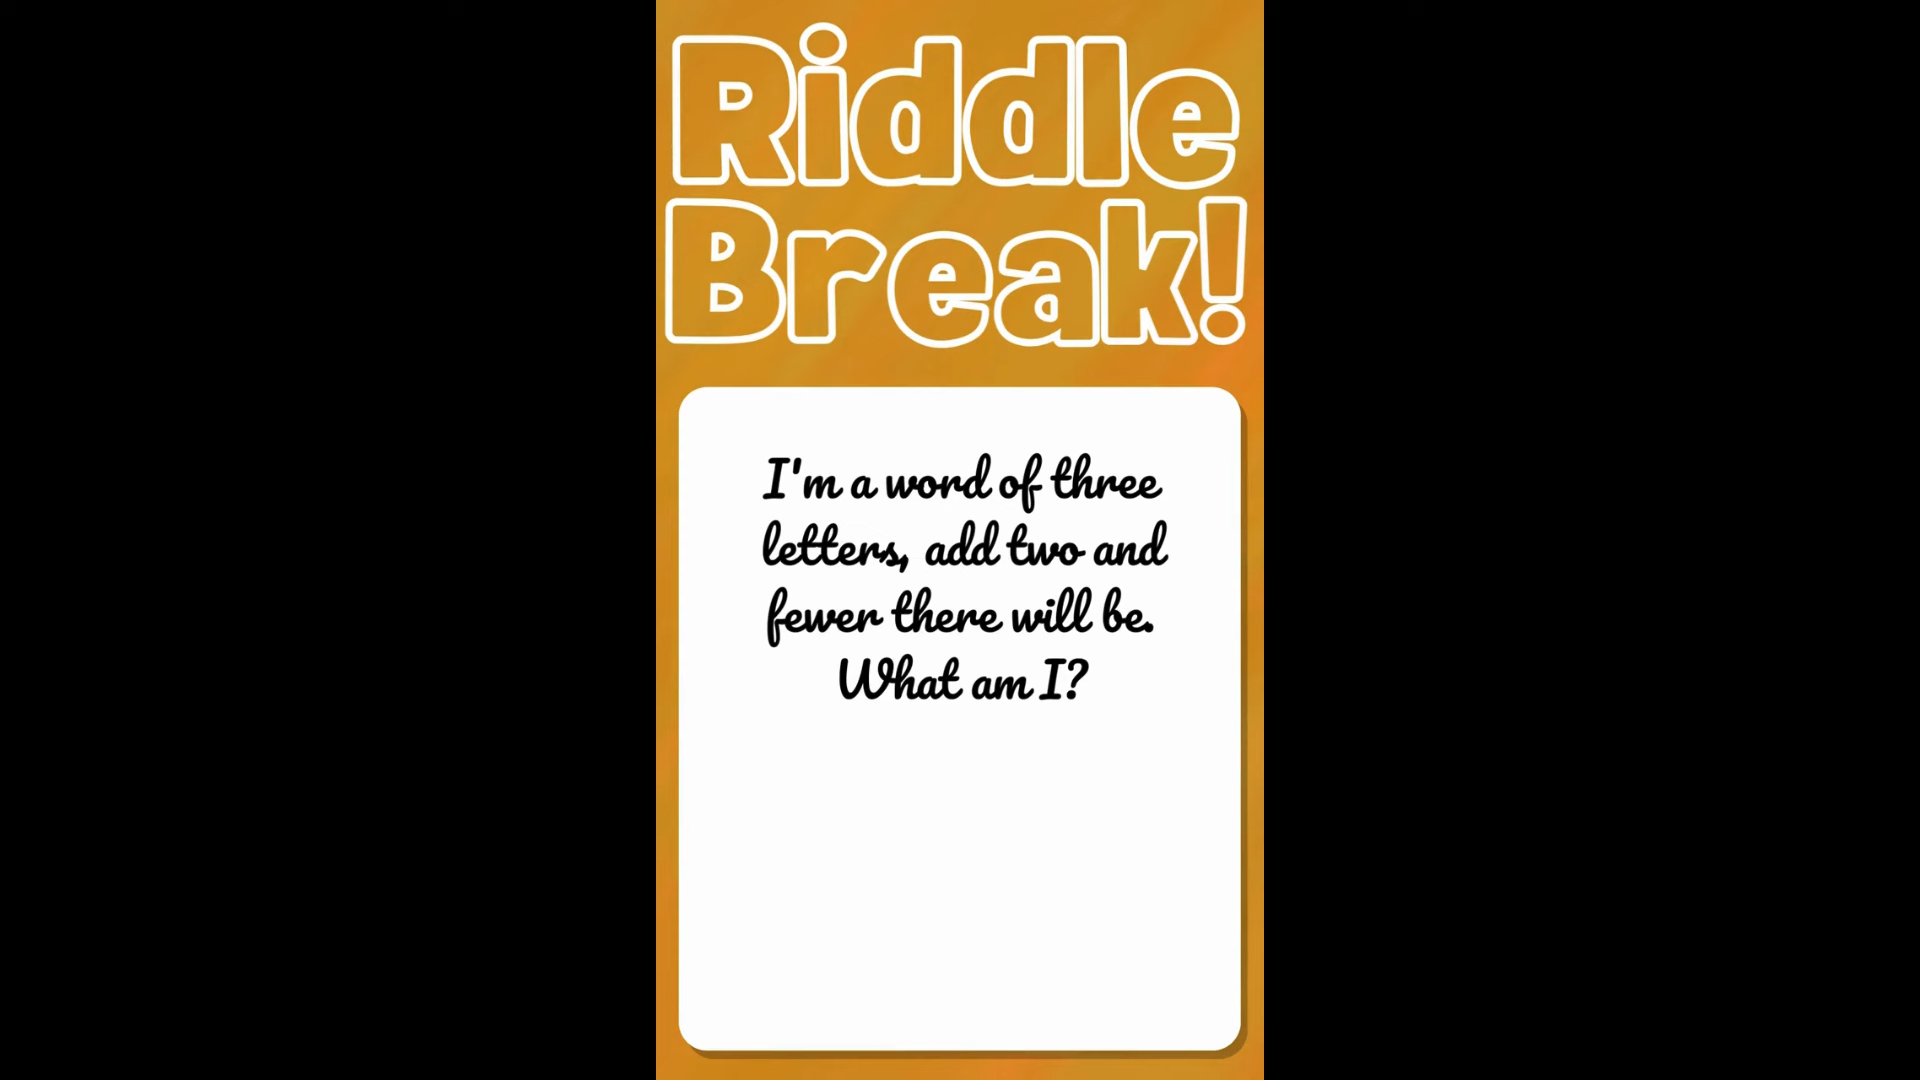 Riddle
Break!
I'm a word of three
letters, add two and
fewer there will be.
What am I?